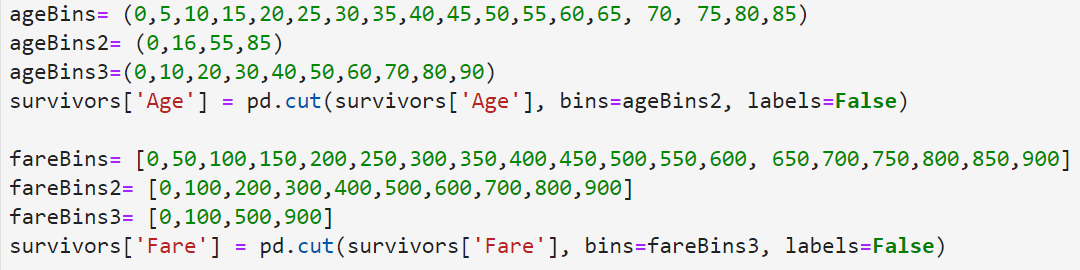 ageBins= (0,5,10,15,20,25,30,35,40,45,50,55,60,65, 70, 75,80,85)
ageBins2= (0,16,55,85)
ageBins3=(0,10,20,30,40,50,60,70,80,90)
survivors['Age'] = pd.cut(survivors['Age'], bins=ageBins2, labels=False)
fareBins= [0,50,100,150,200,250,300,350,400,450,500,550,600, 650,700,750,800,850,900]
fareBins2= [0,100,200,300,400,500,600,700,800,900]
fareBins3= [0,100,500,900]
survivors['Fare'] = pd.cut(survivors['Fare'], bins=fareBins3, labels=False)